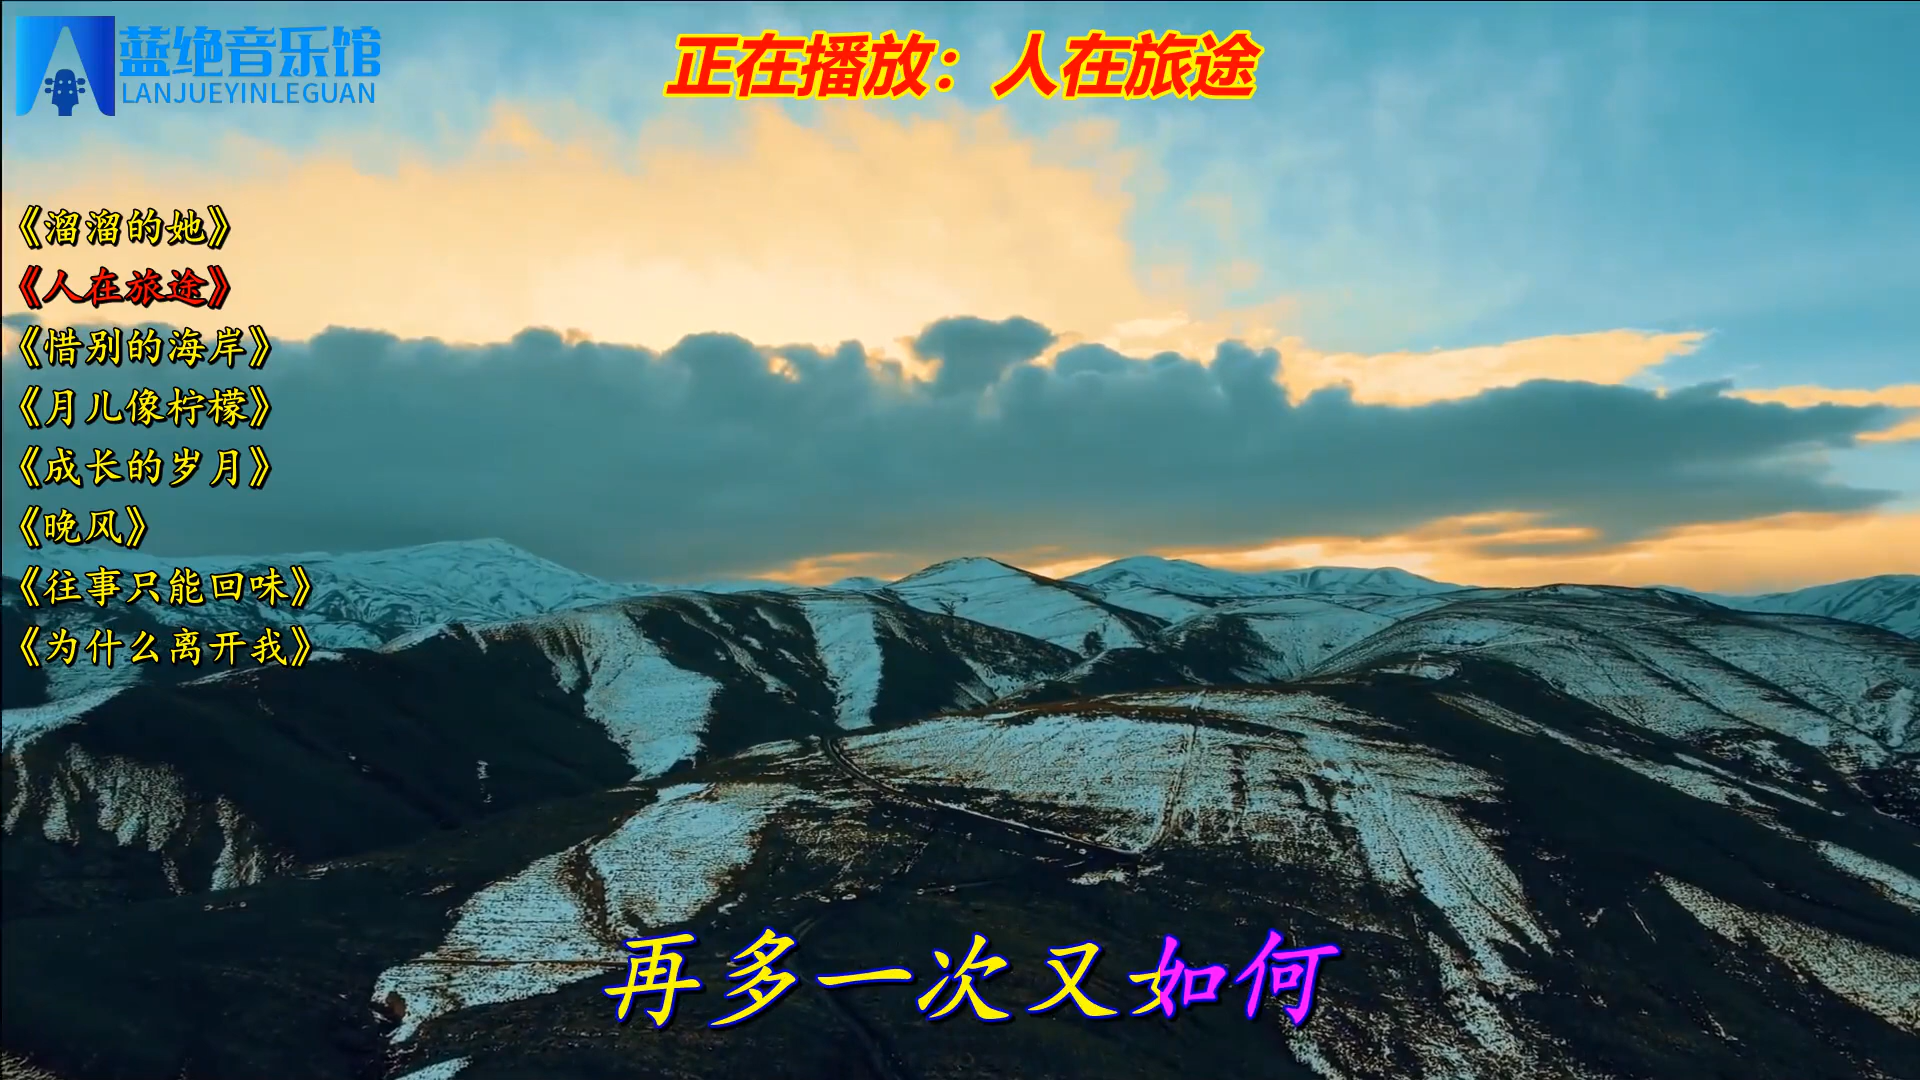 蓝绝音乐馆
LANJUEYINLEGUAN
正在播放：人在旅途
《溜溜的她》
《人在旅途》
《惜别的海岸》
《月儿像柠檬》
《成长的岁月》
《晚风》
《往事只能回味》
《为什么离开我》
再多一次又如何